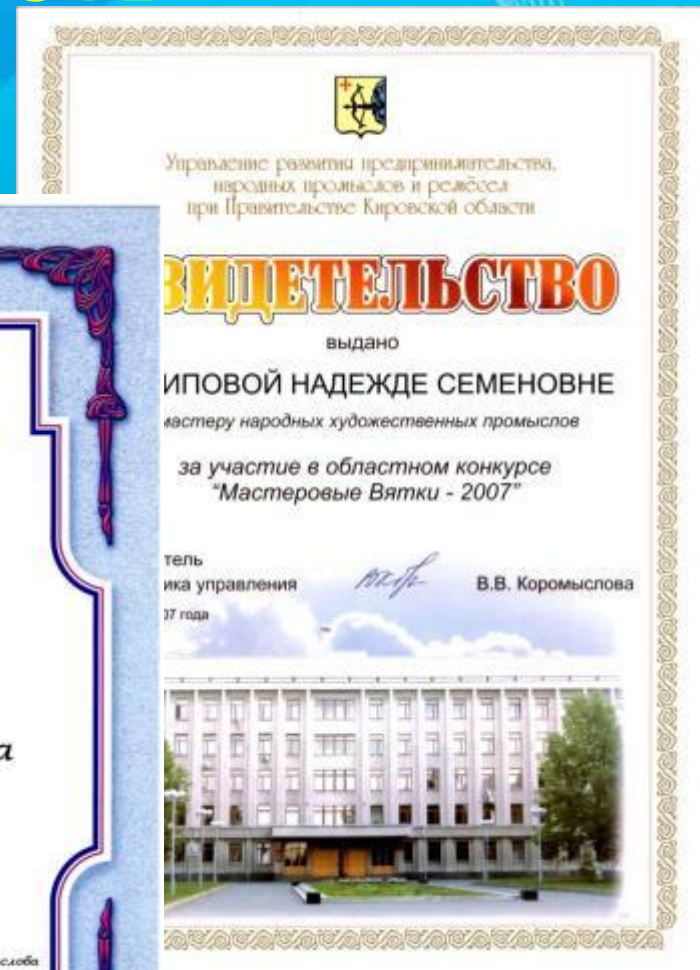 Управление развития предпринимательства,
народных промыслов и ремёсел
при Правительстве Кировской области
ВИДЕТЕЛЬСТВО
выдано
ИПОВОЙ НАДЕЖДЕ СЕМЕНОВНЕ
мастеру народных художественных промыслов
за участие в областном конкурсе
"Мастеровые Вятки - 2007"
тель
ика управления В.В. Коромыслова
07 года
а
слова